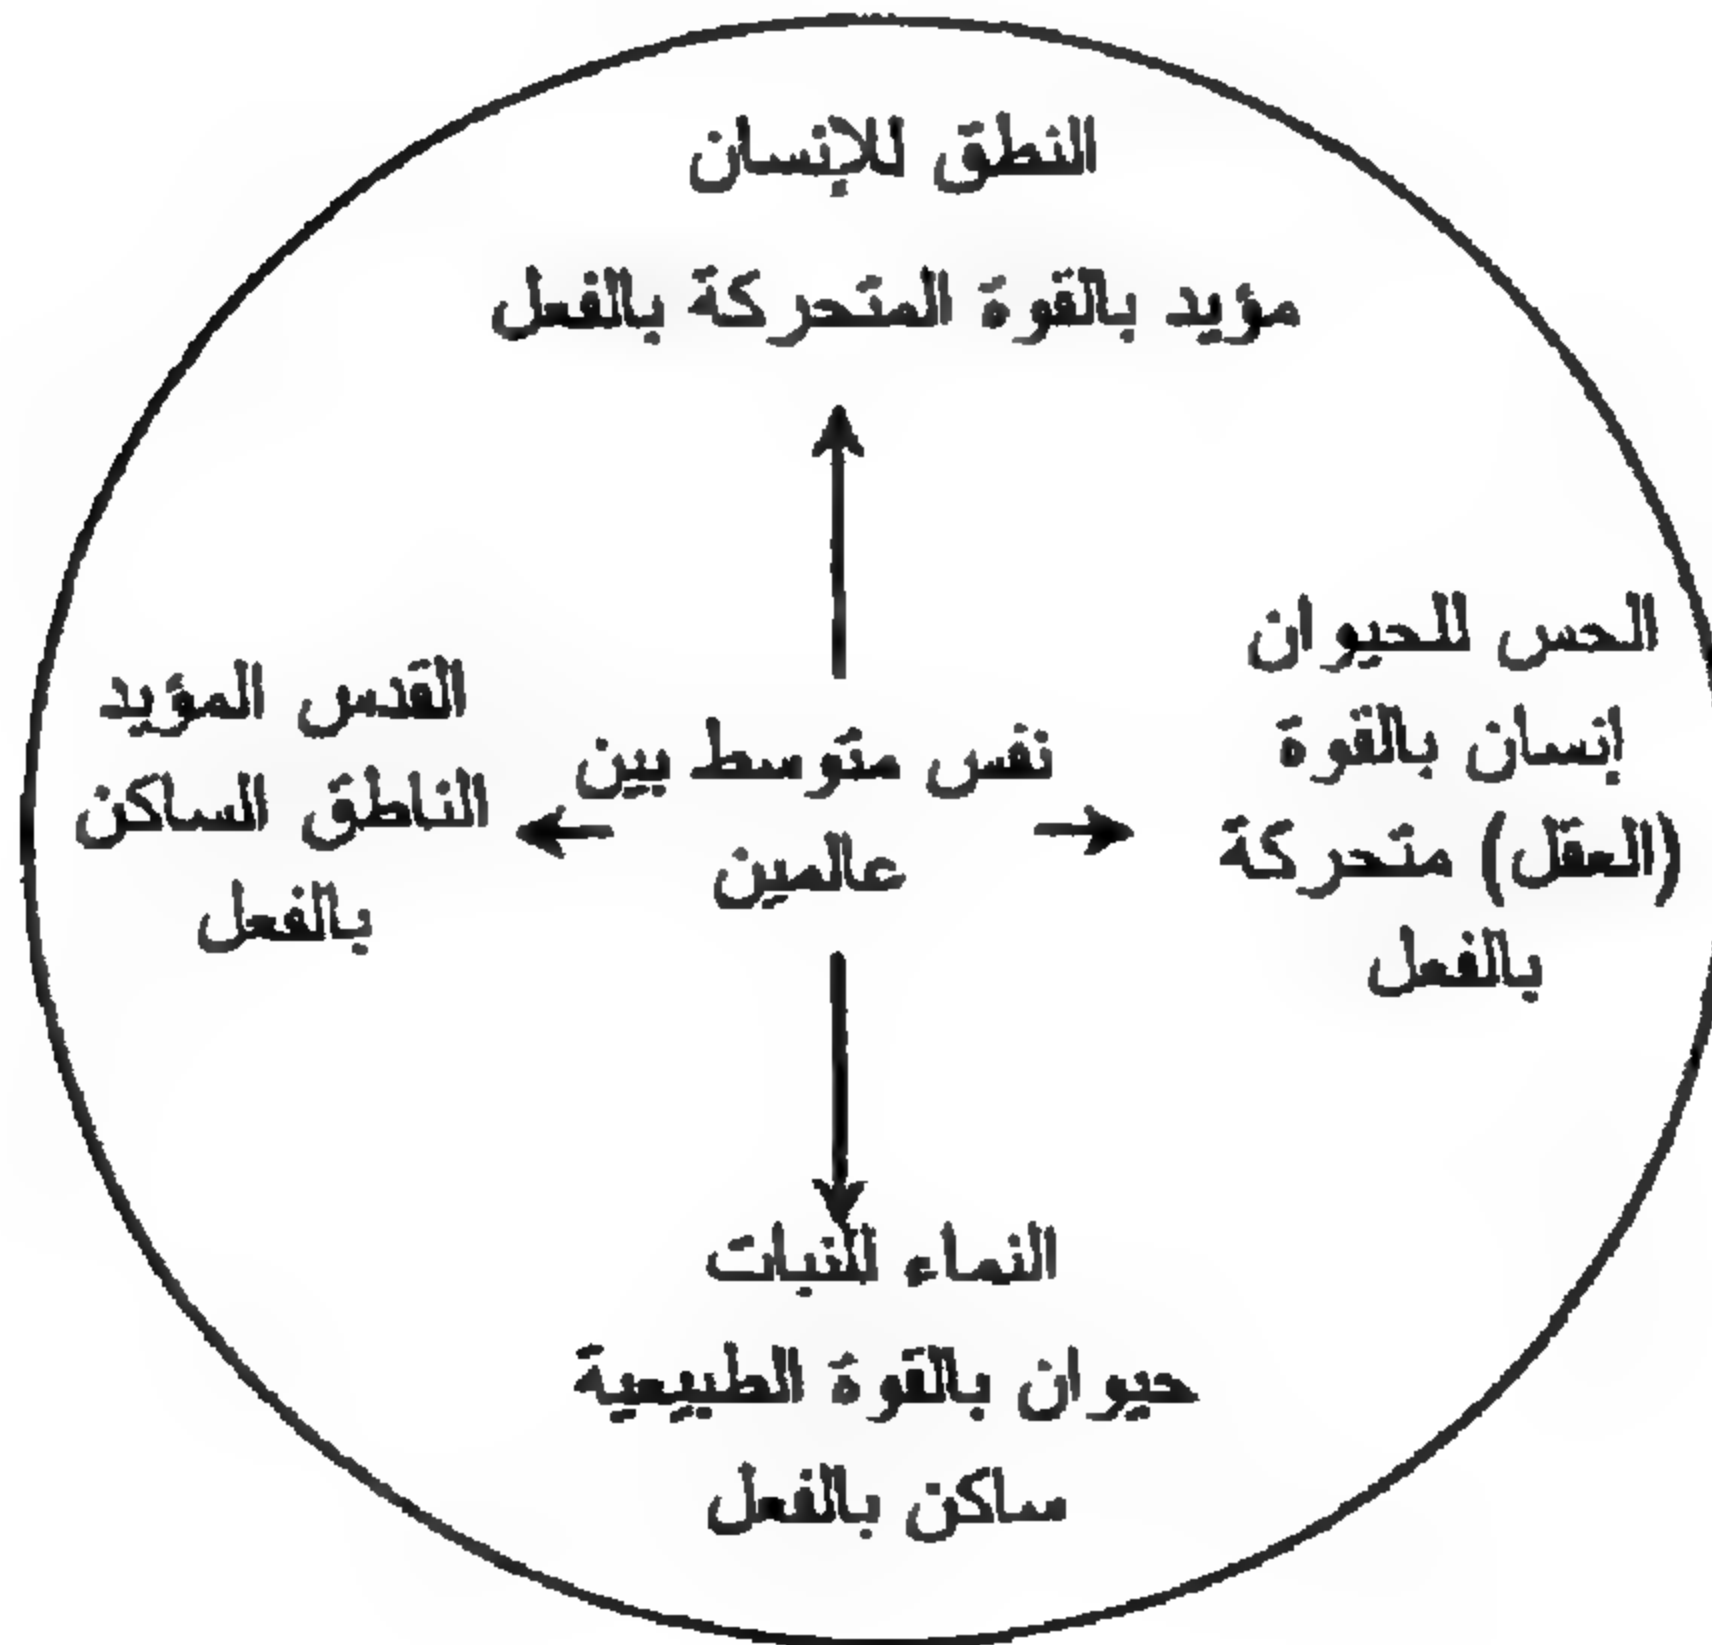 النطق للإنسان
مؤيد بالقوة المتحركة بالفعل
الحس للحيوان
إنسان بالقوة
(العقل) متحركة
بالفعل
نفس متوسط بين
عالمين
القدس المؤيد
الناطق الساكن
بالفعل
النماء للنبات
حيوان بالقوة الطبيعية
ساكن بالفعل